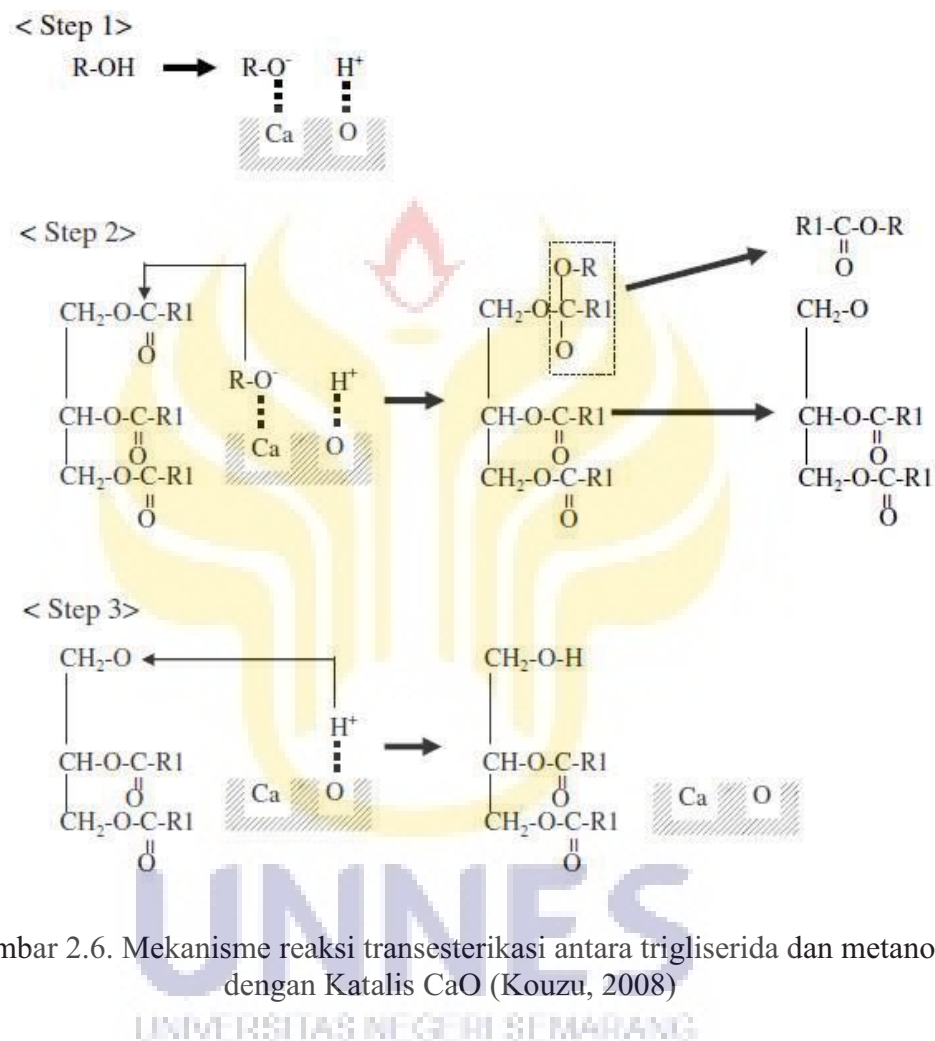 < Step 1>
R-OH R-O⁻ H⁺
Ca O
< Step 2>
R1-C-O-R
O
O-R
CH₂-O-C-R1 CH₂-O-C-R1 CH₂-O
O O
R-O⁻ H⁺
CH-O-C-R1 CH-O-C-R1 CH-O-C-R1
Ca O
O O O
CH₂-O-C-R1 CH₂-O-C-R1 CH₂-O-C-R1
O O O
< Step 3>
CH₂-O CH₂-O-H
H⁺
CH-O-C-R1 CH-O-C-R1
O Ca O O Ca O
CH₂-O-C-R1 CH₂-O-C-R1
O O
UNNES
mbar 2.6. Mekanisme reaksi transesterikasi antara trigliserida dan metano
dengan Katalis CaO (Kouzu, 2008)
UNIVERSITAS NEGERI SEMARANG